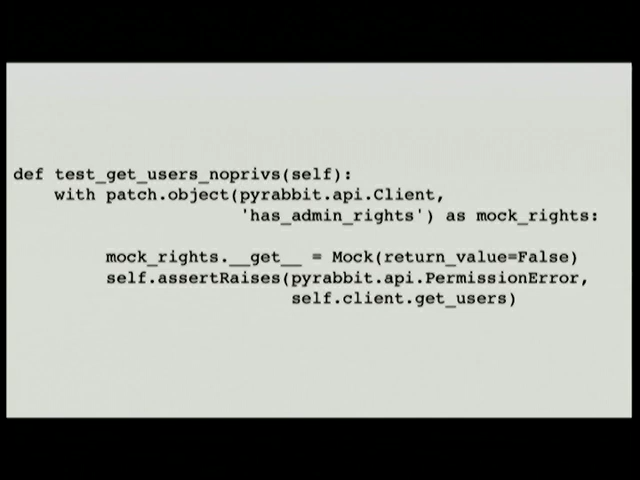 def test_get_users_noprivs(self):
    with patch.object(pyrabbit.api.Client,
                      'has_admin_rights') as mock_rights:
         mock_rights.__get__ = Mock(return_value=False)
         self.assertRaises(pyrabbit.api.PermissionError,
                           self.client.get_users)